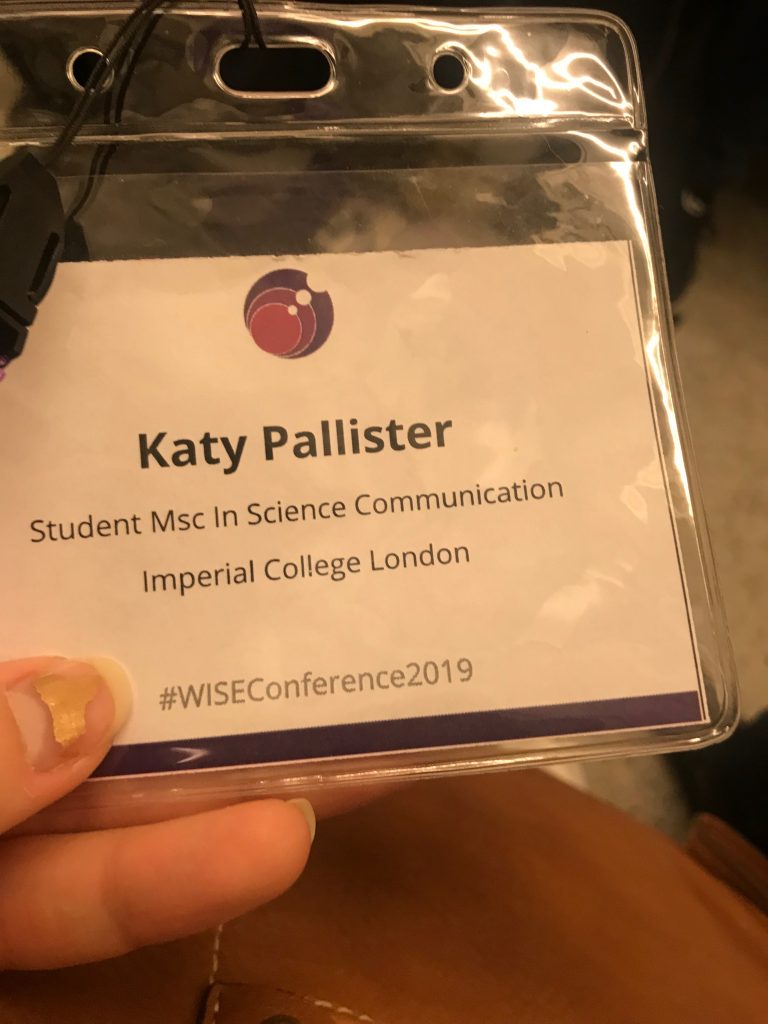 Katy Pallister
Student Msc In Science Communication
Imperial College London
#WISEConference2019